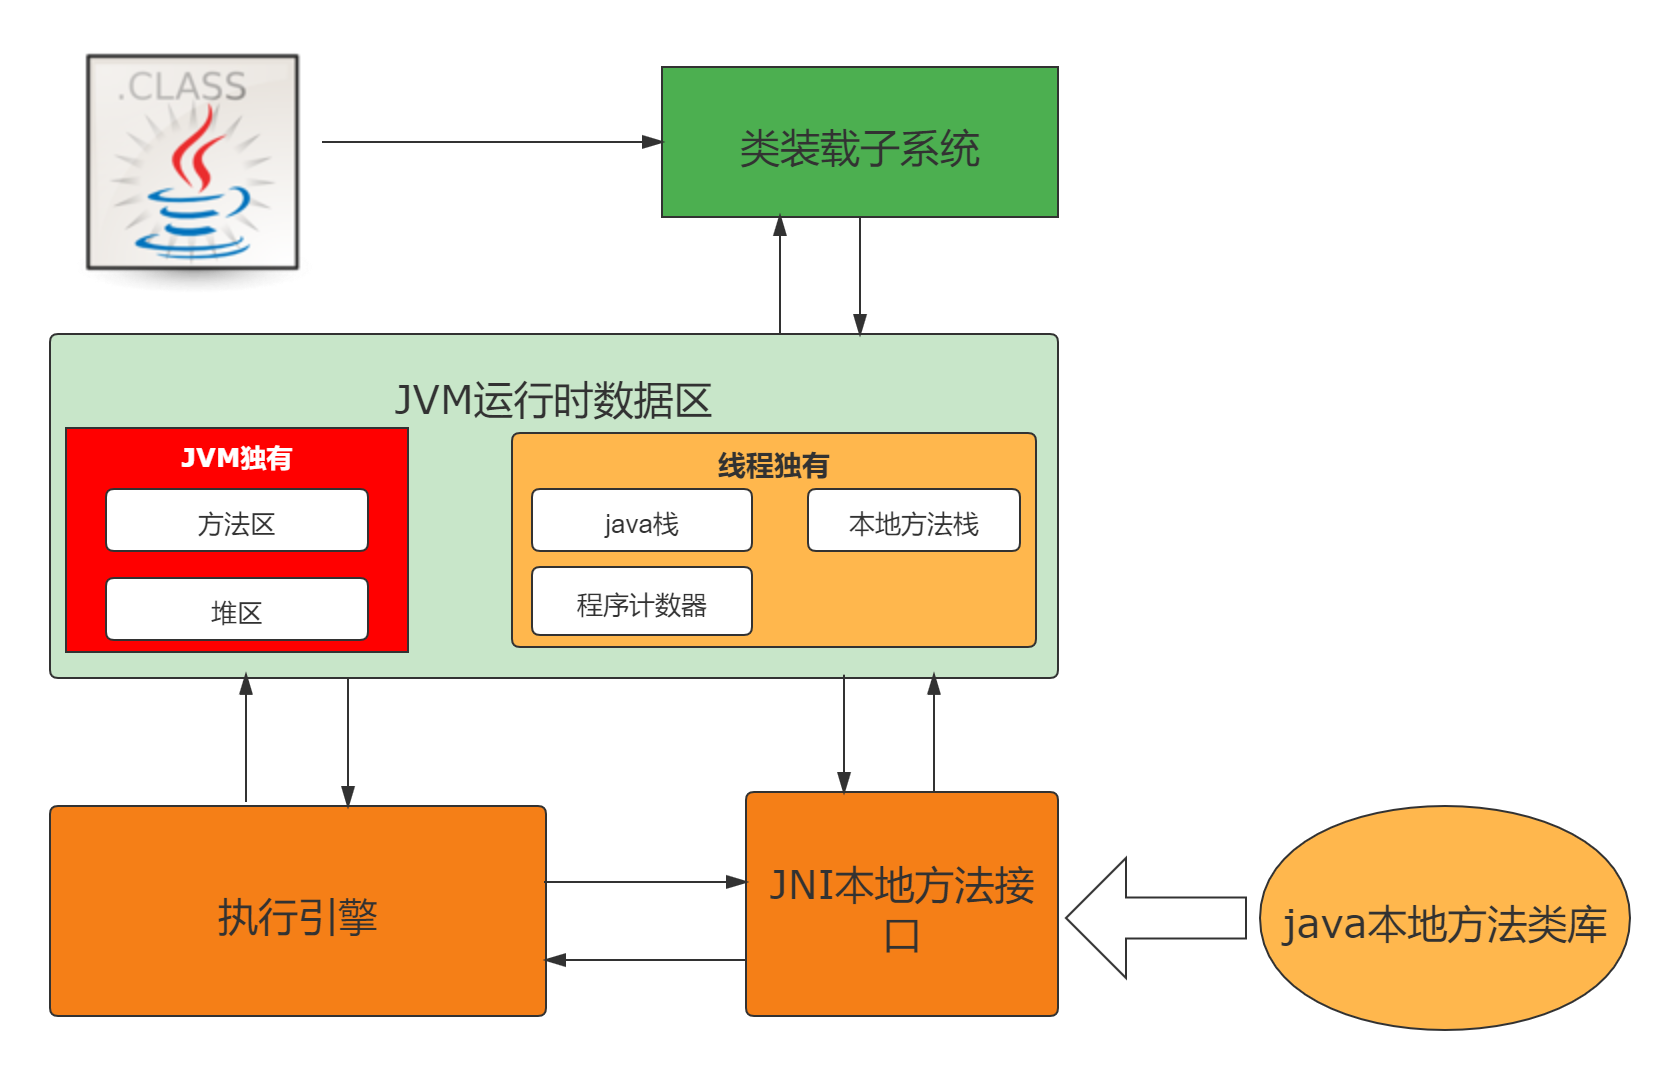 .CLASS
类装载子系统
JVM运行时数据区
JVM独有
方法区
堆区
线程独有
java栈
本地方法栈
程序计数器
执行引擎
JNI本地方法接
口
java本地方法类库